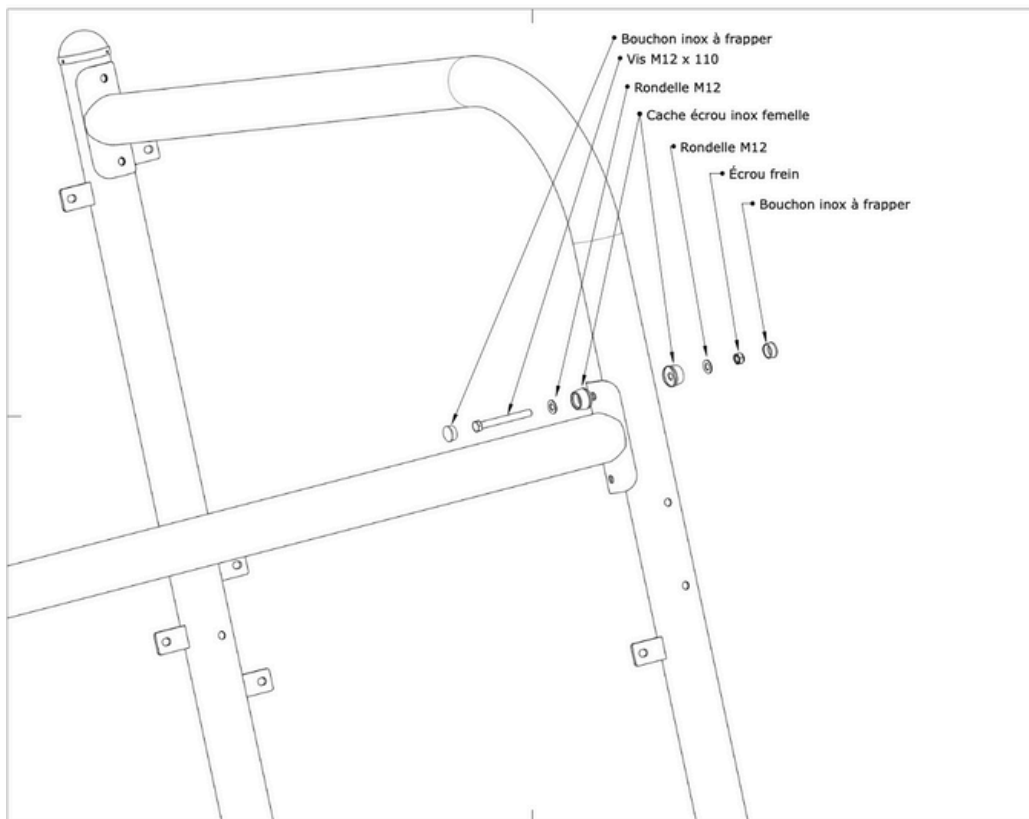 Bouchon inox à frapper
Vis M12 x 110
Rondelle M12
Cache écrou inox femelle
Rondelle M12
Écrou frein
Bouchon inox à frapper